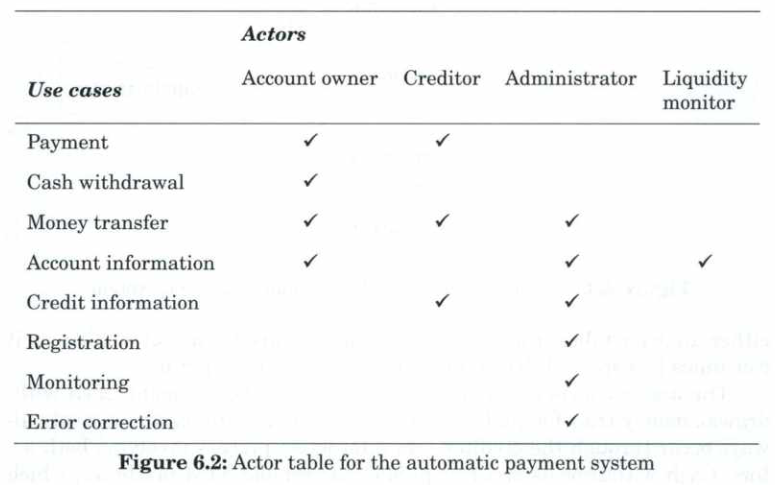 Actors
Use cases Account owner Creditor Administrator Liquidity monitor
Payment ✓ ✓
Cash withdrawal ✓
Money transfer ✓ ✓ ✓
Account information ✓ ✓ ✓
Credit information ✓ ✓
Registration ✓
Monitoring ✓
Error correction ✓
Figure 6.2: Actor table for the automatic payment system